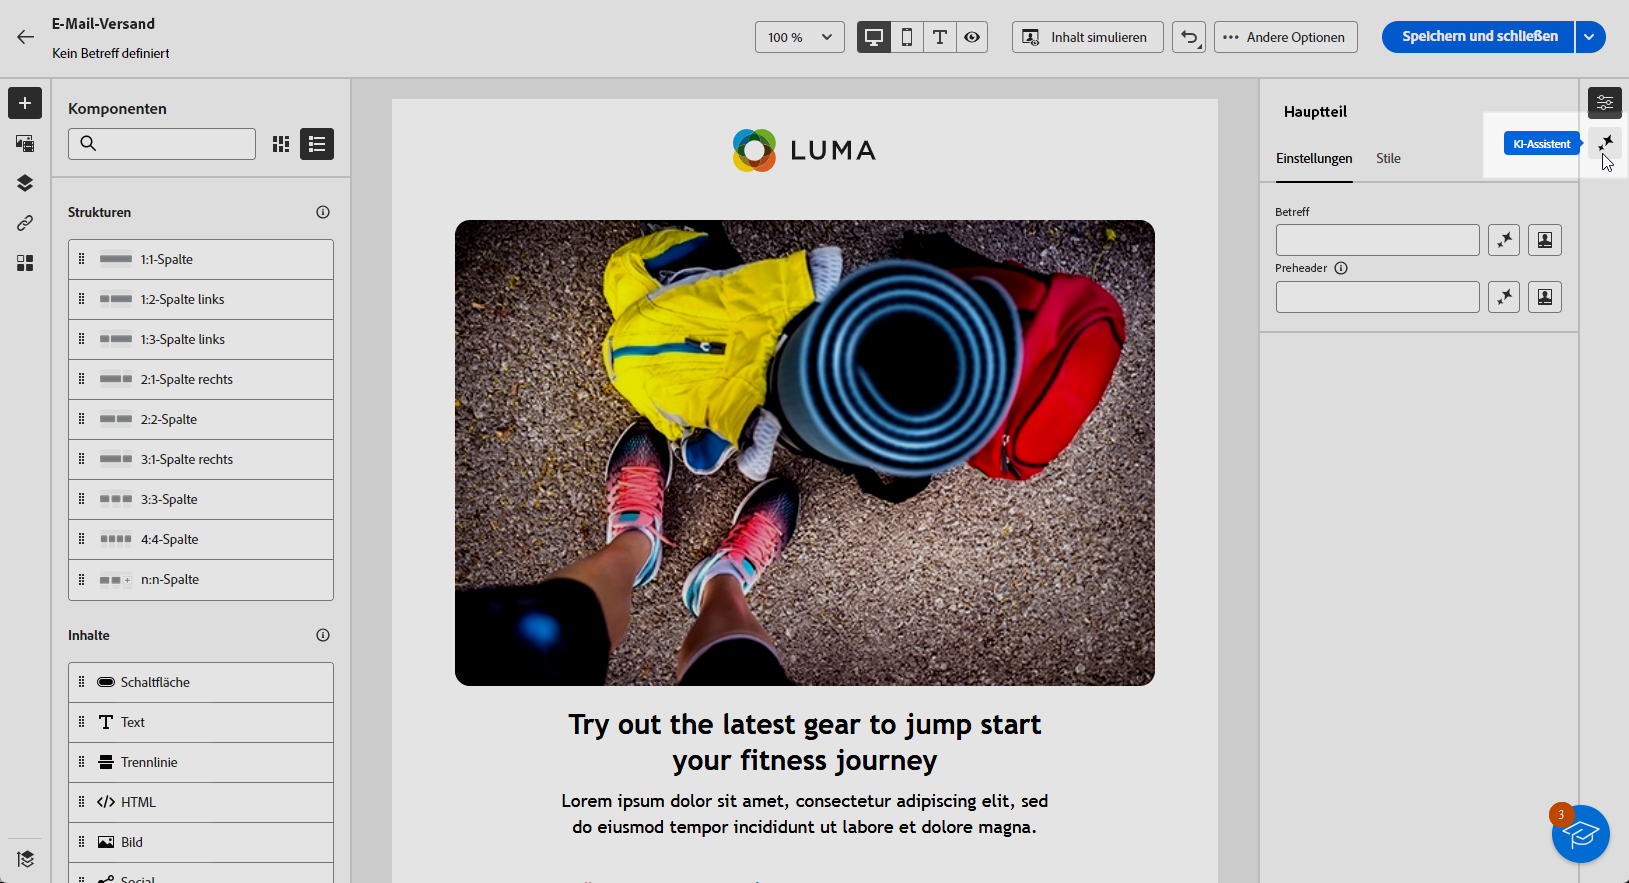 E-Mail-Versand
Kein Betreff definiert
100 %
Inhalt simulieren
Andere Optionen
Speichern und schließen
Komponenten
Strukturen
1:1-Spalte
1:2-Spalte links
1:3-Spalte links
2:1-Spalte rechts
2:2-Spalte
3:1-Spalte rechts
3:3-Spalte
4:4-Spalte
n:n-Spalte
Inhalte
Schaltfläche
Text
Trennlinie
HTML
Bild
Social
LUMA
Try out the latest gear to jump start
your fitness journey
Lorem ipsum dolor sit amet, consectetur adipiscing elit, sed
do eiusmod tempor incididunt ut labore et dolore magna.
Hauptteil
KI-Assistent
Einstellungen
Stile
Betreff
Preheader
3